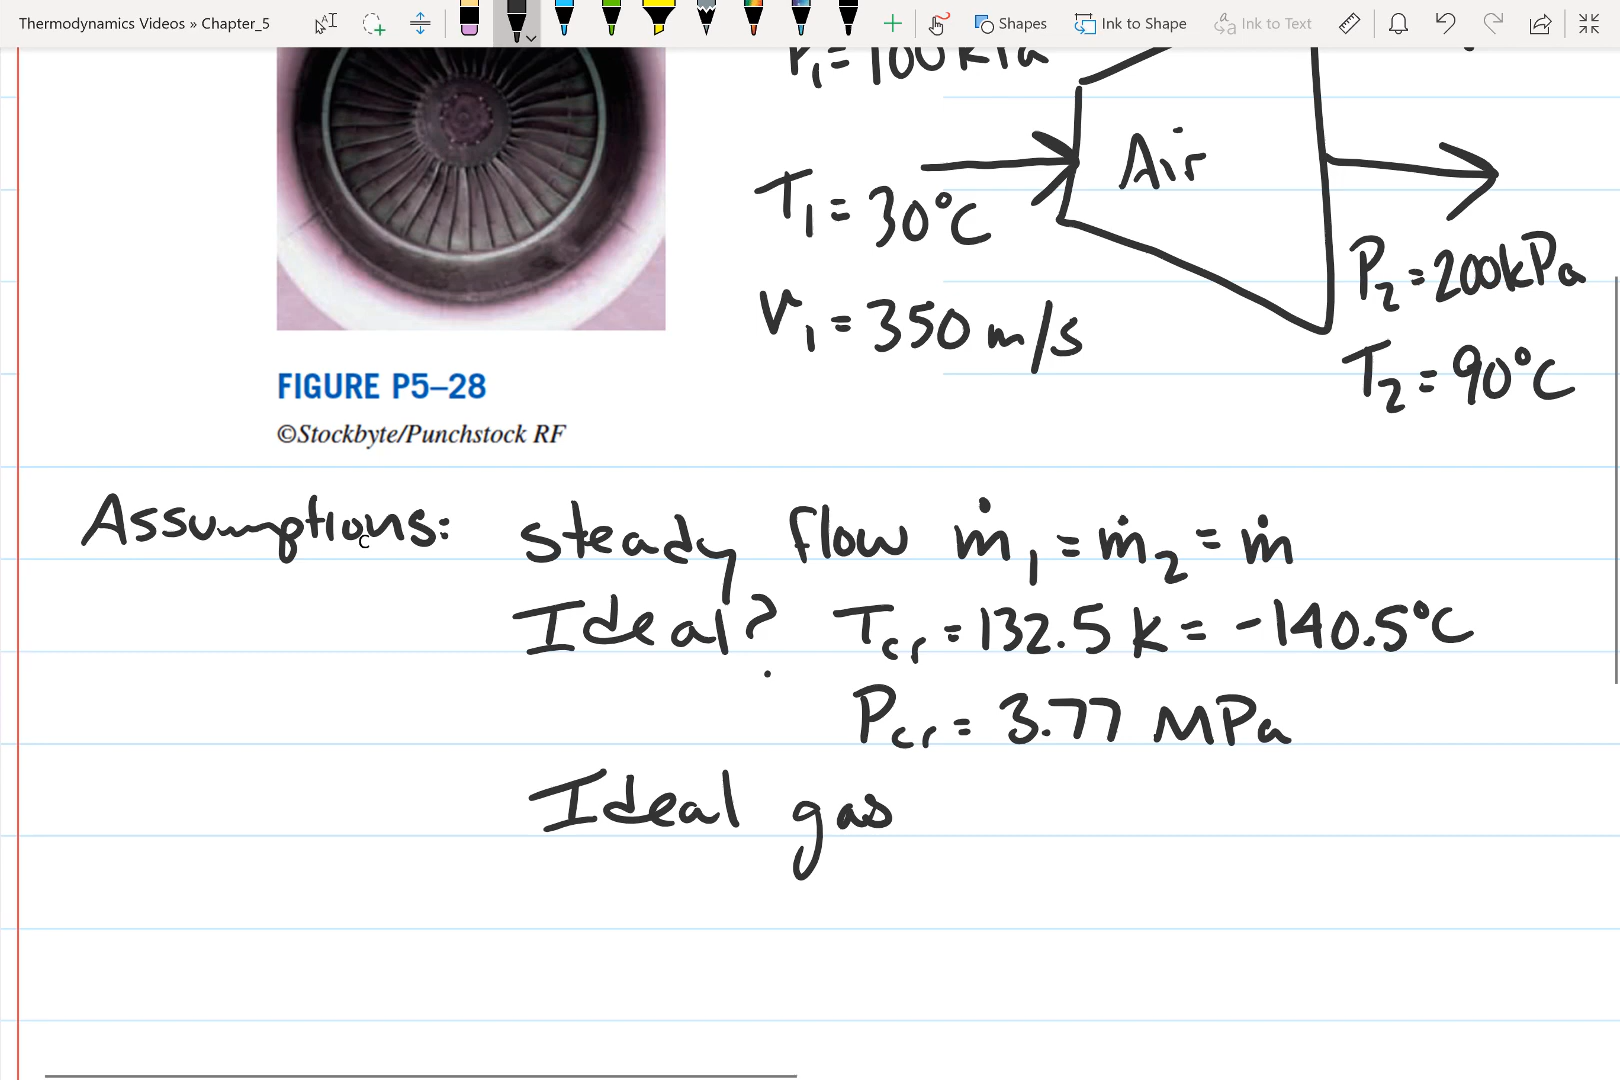 Thermodynamics Videos » Chapter_5
Shapes
Ink to Shape
Ink to Text
P₁=100kPa
Air
T₁=30°C
V₁=350 m/s
P₂=200kPa
T₂=90°C
FIGURE P5–28
©Stockbyte/Punchstock RF
Assumptions: steady flow ṁ₁=ṁ₂=ṁ
Ideal? Tcr=132.5 k=-140.5°C
Pcr=3.77 MPa
Ideal gas